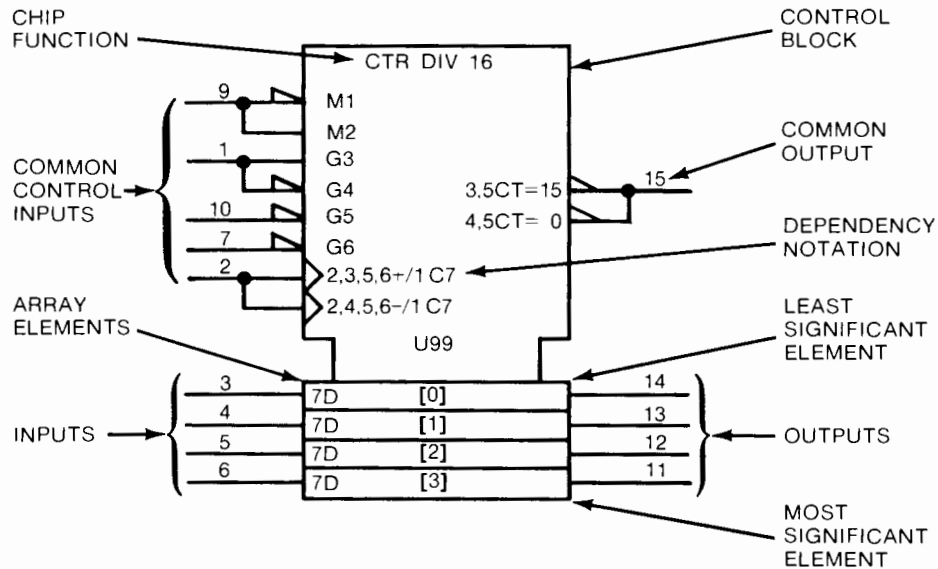 CHIP
FUNCTION
CONTROL
BLOCK
CTR DIV 16
9
M1
M2
1
G3
COMMON
OUTPUT
COMMON
CONTROL
INPUTS
G4
3,5CT=15
15
10
G5
4,5CT= 0
7
G6
DEPENDENCY
NOTATION
2
2,3,5,6+/1 C7
2,4,5,6−/1 C7
ARRAY
ELEMENTS
U99
LEAST
SIGNIFICANT
ELEMENT
3
7D [0]
14
4
7D [1]
13
INPUTS
OUTPUTS
5
7D [2]
12
6
7D [3]
11
MOST
SIGNIFICANT
ELEMENT